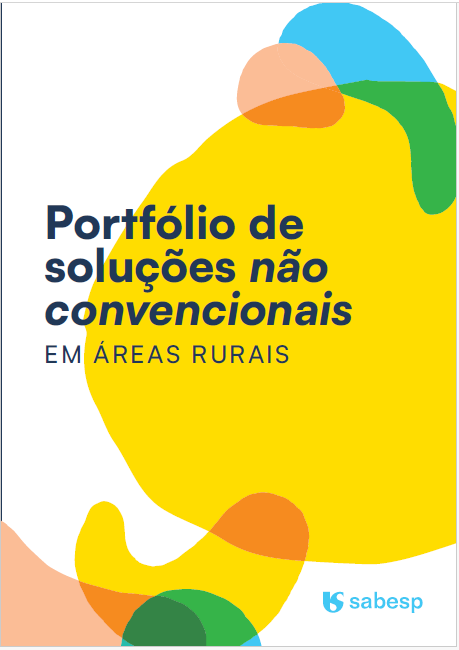 Portfólio de
soluções não
convencionais
EM ÁREAS RURAIS
sabesp